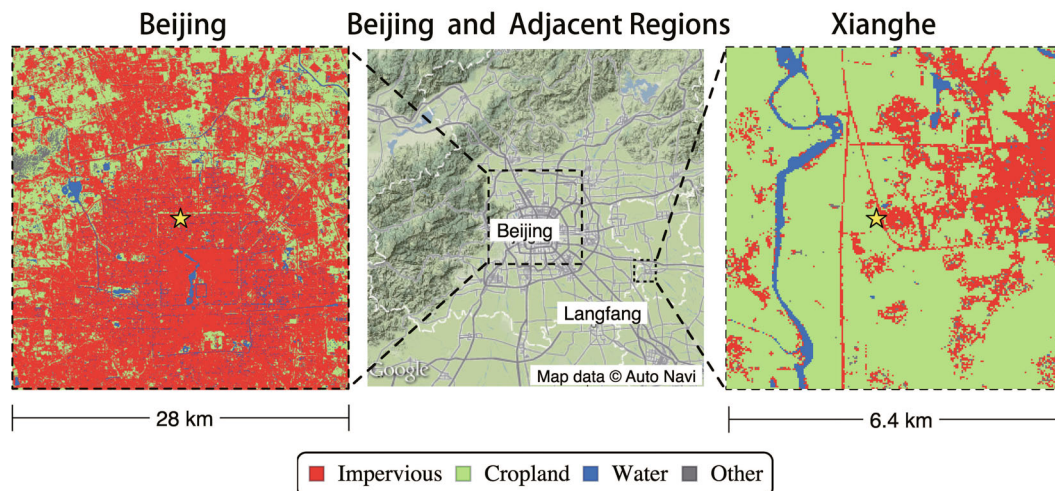 Beijing
Beijing and Adjacent Regions
Xianghe
Beijing
Langfang
Google
Map data © Auto Navi
28 km
6.4 km
Impervious
Cropland
Water
Other